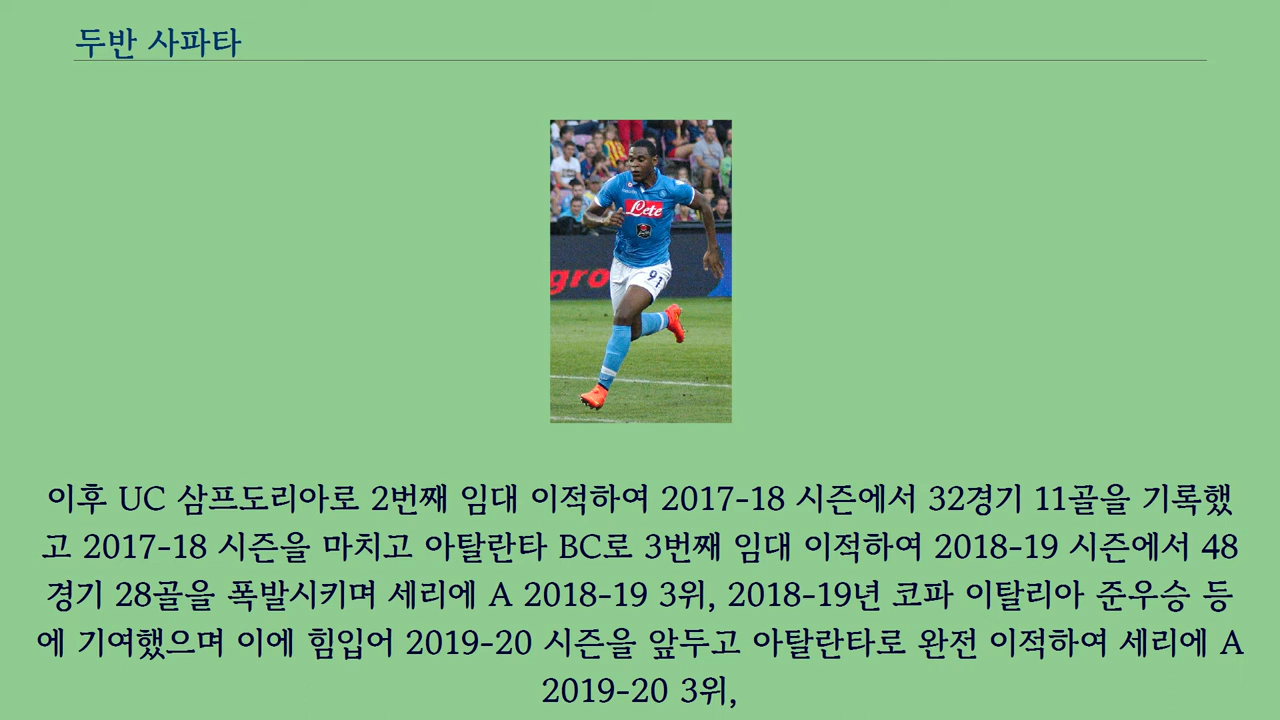 두반 사파타
Lete
91
gro
이후 UC 삼프도리아로 2번째 임대 이적하여 2017-18 시즌에서 32경기 11골을 기록했
고 2017-18 시즌을 마치고 아탈란타 BC로 3번째 임대 이적하여 2018-19 시즌에서 48
경기 28골을 폭발시키며 세리에 A 2018-19 3위, 2018-19년 코파 이탈리아 준우승 등
에 기여했으며 이에 힘입어 2019-20 시즌을 앞두고 아탈란타로 완전 이적하여 세리에 A
2019-20 3위,